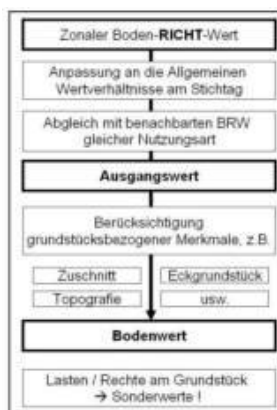 Zonaler Boden-RICHT-Wert
Anpassung an die Allgemeinen
Wertverhältnisse am Stichtag
Abgleich mit benachbarten BRW
gleicher Nutzungsart
Ausgangswert
Berücksichtigung
grundstücksbezogener Merkmale, z.B.
Zuschnitt
Eckgrundstück
Topografie
usw.
Bodenwert
Lasten / Rechte am Grundstück
→ Sonderwerte !